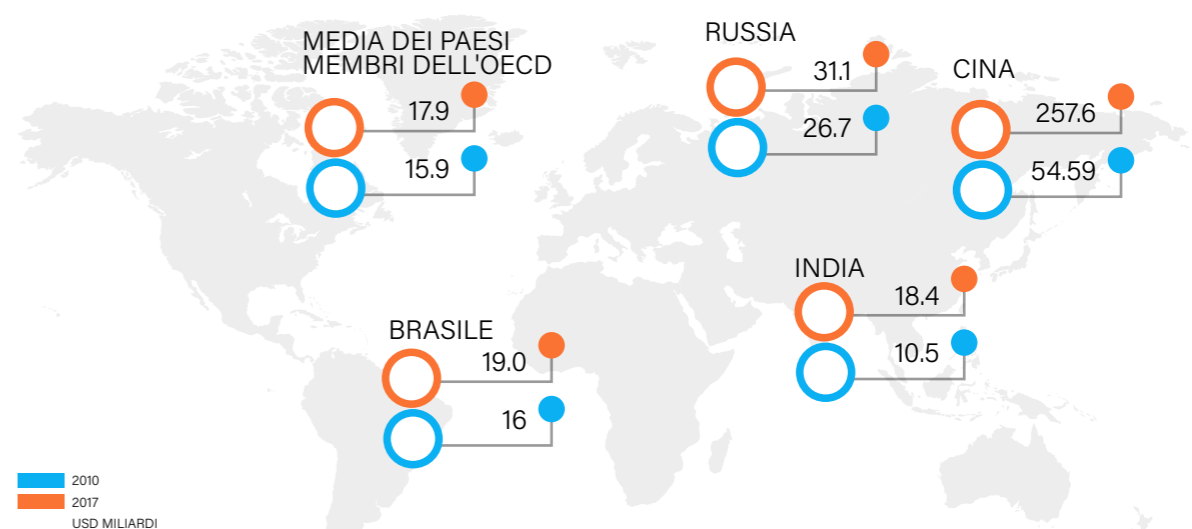 MEDIA DEI PAESI
MEMBRI DELL'OECD
17.9
15.9
RUSSIA
31.1
26.7
CINA
257.6
54.59
INDIA
18.4
10.5
BRASILE
19.0
16
2010
2017
USD MILIARDI